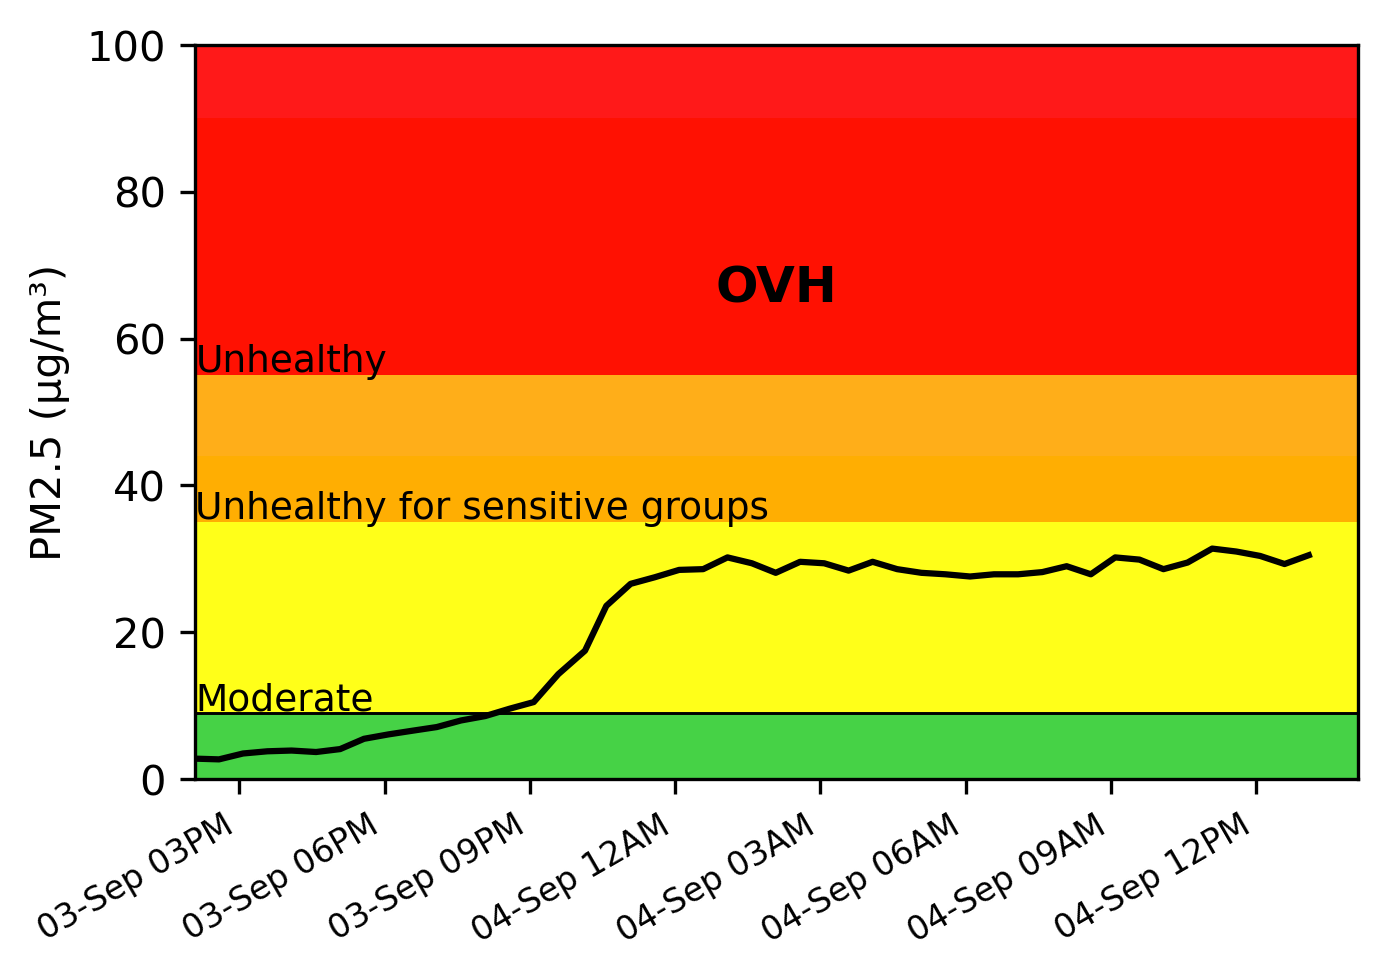 100
80
60
40
20
0
PM2.5 (µg/m³)
OVH
Unhealthy
Unhealthy for sensitive groups
Moderate
03-Sep 03PM
03-Sep 06PM
03-Sep 09PM
04-Sep 12AM
04-Sep 03AM
04-Sep 06AM
04-Sep 09AM
04-Sep 12PM